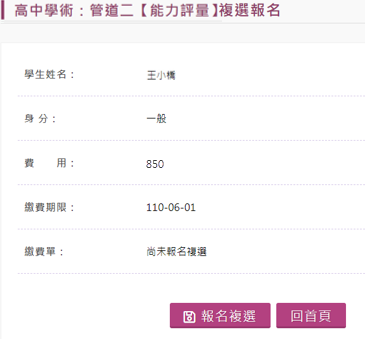 高中學術：管道二【能力評量】複選報名
學生姓名： 王小橋
身 分： 一般
費 用： 850
繳費期限： 110-06-01
繳費單： 尚未報名複選
報名複選 回首頁